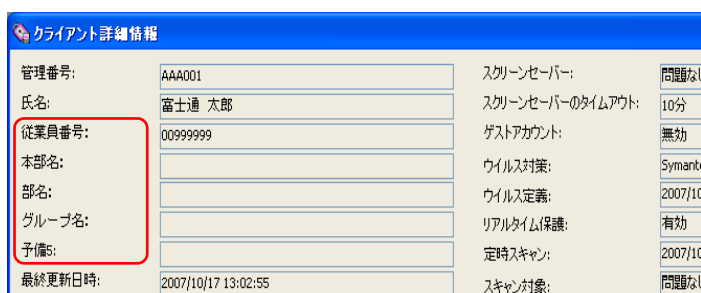 クライアント詳細情報
管理番号: AAA001
氏名: 富士通 太郎
従業員番号: 00999999
本部名:
部名:
グループ名:
予備5:
最終更新日時: 2007/10/17 13:02:55
スクリーンセーバー: 問題な
スクリーンセーバーのタイムアウト: 10分
ゲストアカウント: 無効
ウイルス対策: Symant
ウイルス定義: 2007/10
リアルタイム保護: 有効
定時スキャン: 2007/10
スキャン対象: 問題な